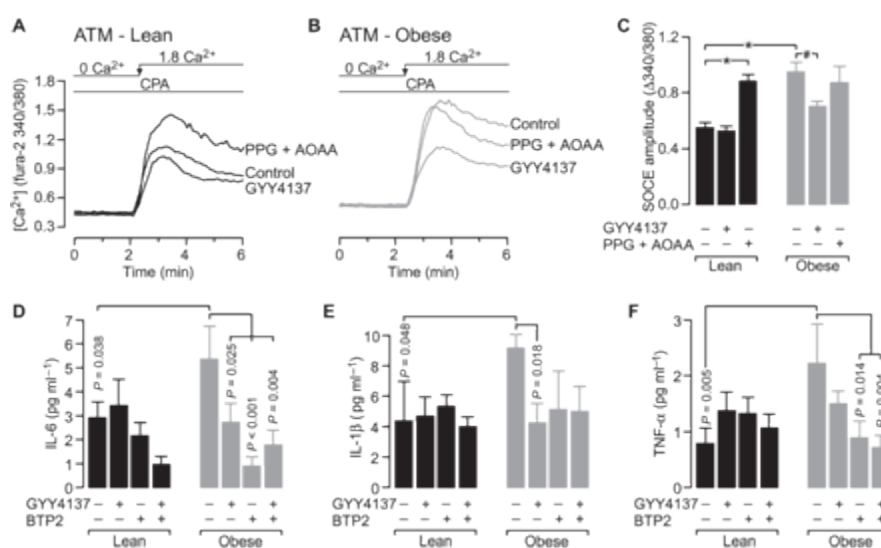 A
ATM - Lean
0 Ca²⁺
1.8 Ca²⁺
CPA
[Ca²⁺] (fura-2 340/380)
1.8
1.5
1.2
0.9
0.6
0.3
PPG + AOAA
Control
GYY4137
0 2 4 6
Time (min)
B
ATM - Obese
0 Ca²⁺
1.8 Ca²⁺
CPA
Control
PPG + AOAA
GYY4137
0 2 4 6
Time (min)
C
SOCE amplitude (Δ340/380)
1.2
0.8
0.4
0.0
*
*
#
GYY4137 – + – – + –
PPG + AOAA – – + – – +
Lean Obese
D
IL-6 (pg ml⁻¹)
7
6
5
4
3
2
1
0
P = 0.038
P = 0.025
P < 0.001
P = 0.004
GYY4137 – + – + – + – +
BTP2 – – + + – – + +
Lean Obese
E
IL-1β (pg ml⁻¹)
10
8
6
4
2
0
P = 0.048
P = 0.018
GYY4137 – + – + – + – +
BTP2 – – + + – – + +
Lean Obese
F
TNF-α (pg ml⁻¹)
3
2
1
0
P = 0.005
P = 0.014
P = 0.004
GYY4137 – + – + – + – +
BTP2 – – + + – – + +
Lean Obese